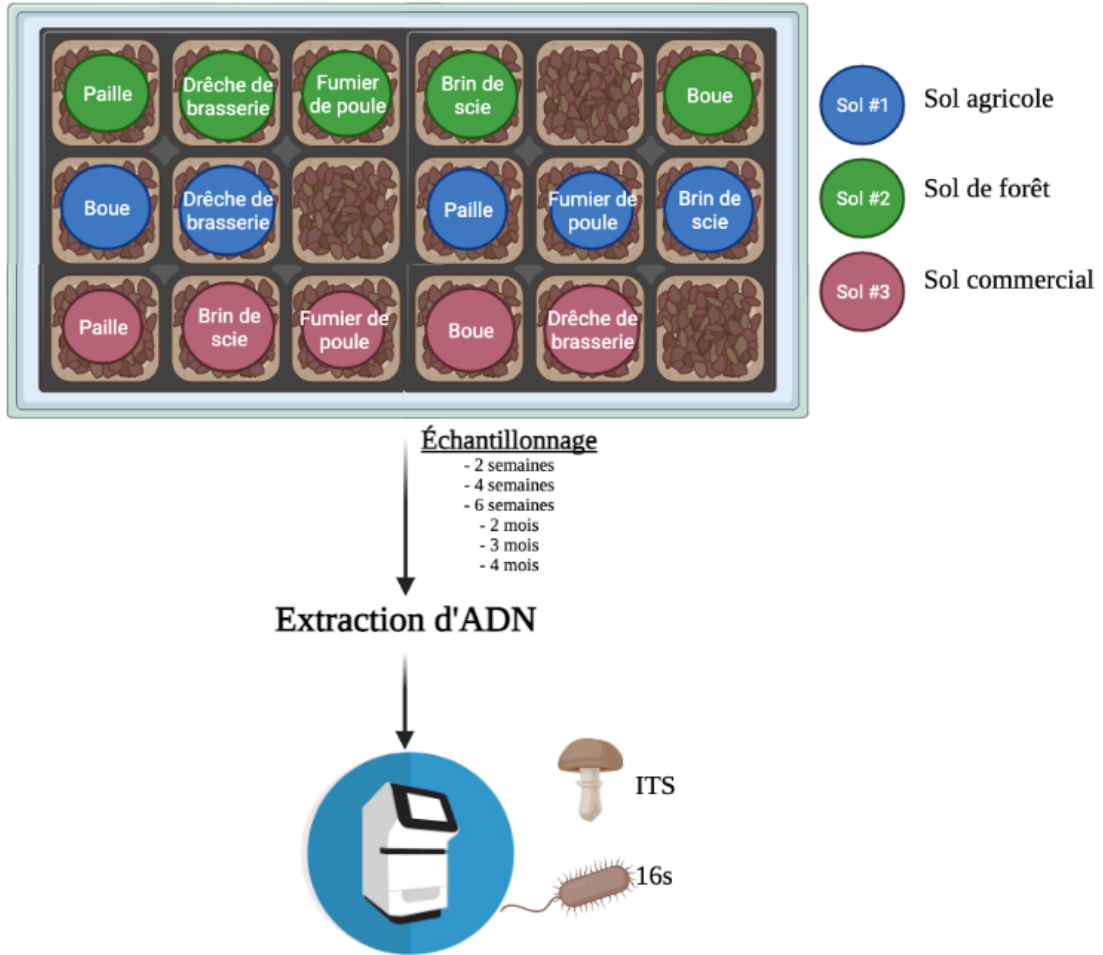 Paille
Drêche de
brasserie
Fumier
de poule
Brin de
scie
Boue
Boue
Drêche de
brasserie
Paille
Fumier de
poule
Brin de
scie
Paille
Brin de
scie
Fumier de
poule
Boue
Drêche de
brasserie
Sol #1
Sol agricole
Sol #2
Sol de forêt
Sol #3
Sol commercial
Échantillonnage
- 2 semaines
- 4 semaines
- 6 semaines
- 2 mois
- 3 mois
- 4 mois
Extraction d'ADN
ITS
16s